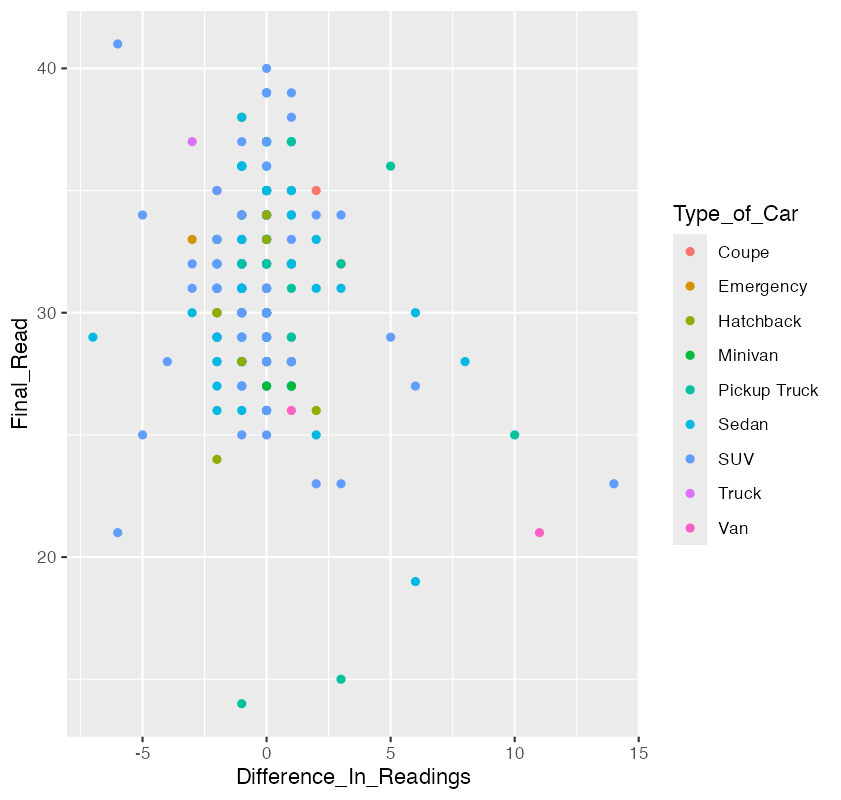 40
30
20
Final_Read
-5
0
5
10
15
Difference_In_Readings
Type_of_Car
Coupe
Emergency
Hatchback
Minivan
Pickup Truck
Sedan
SUV
Truck
Van